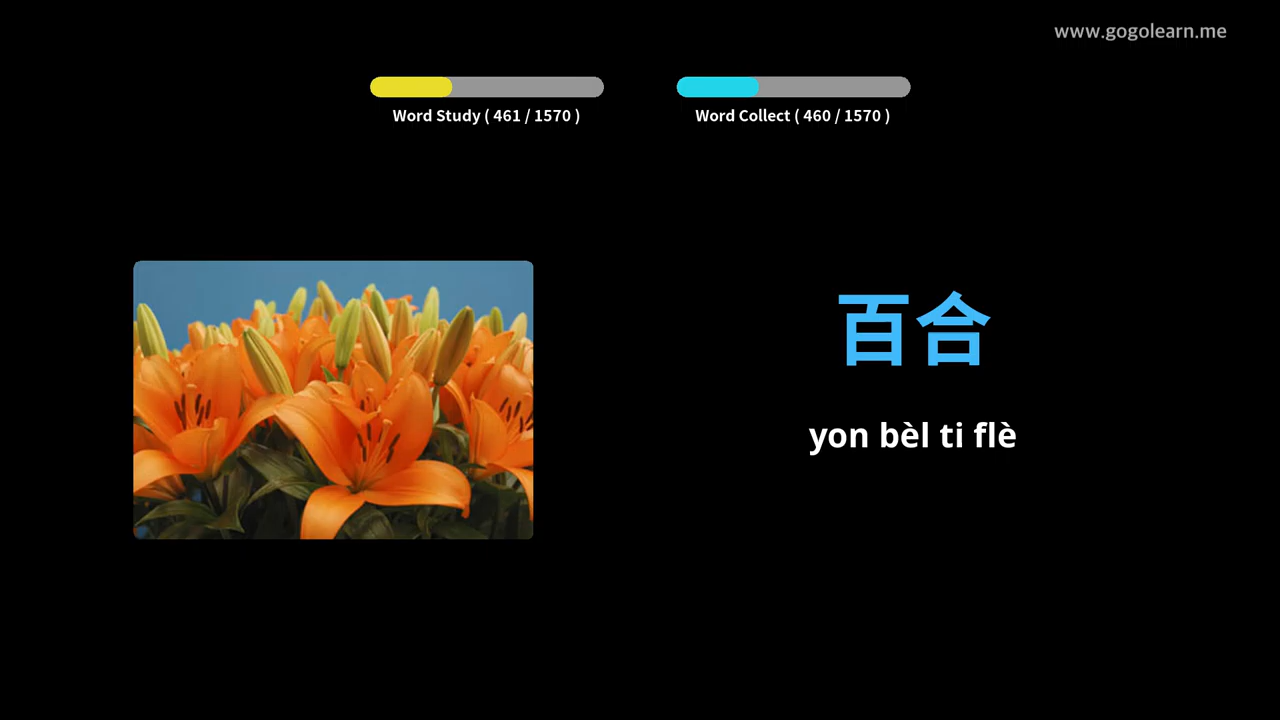 www.gogolearn.me
Word Study ( 461 / 1570 )
Word Collect ( 460 / 1570 )
百合
yon bèl ti flè